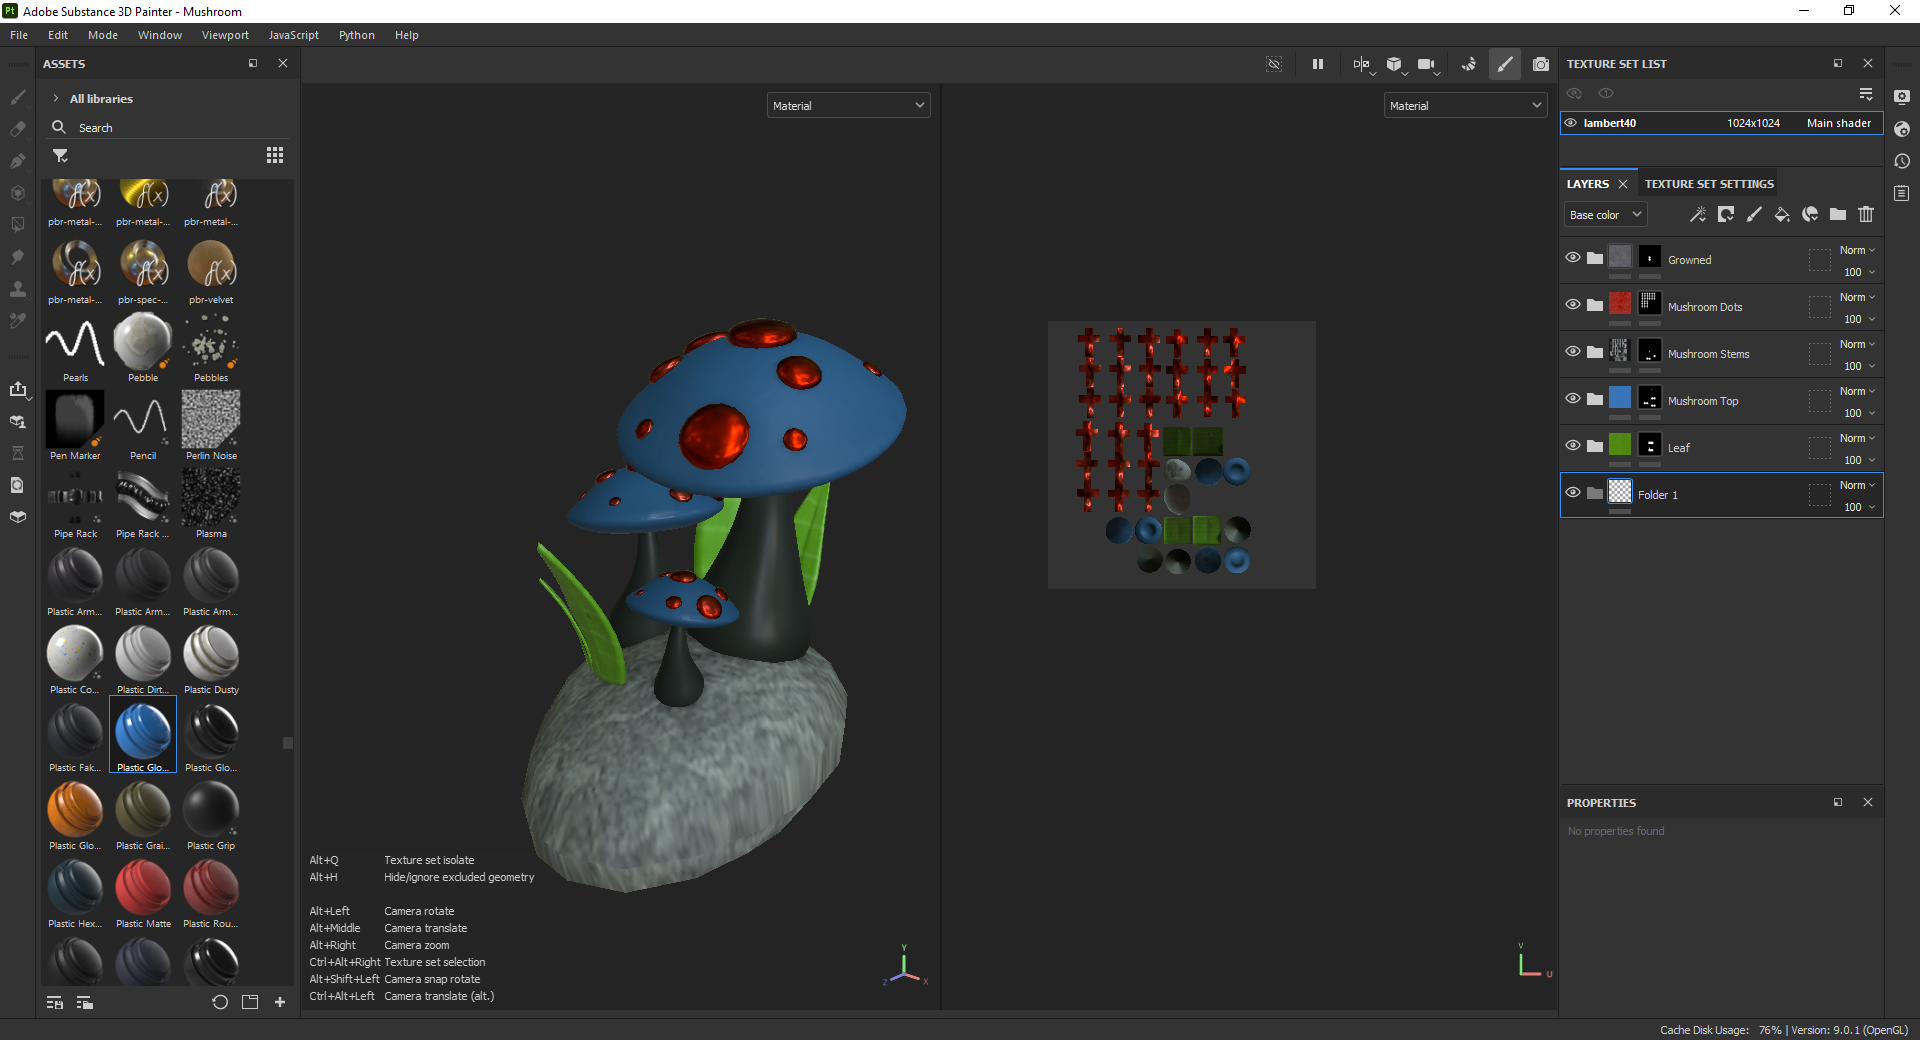 Pt Adobe Substance 3D Painter - Mushroom
File Edit Mode Window Viewport JavaScript Python Help
ASSETS
All libraries
Search
pbr-metal-... pbr-metal-... pbr-metal-...
pbr-metal-... pbr-spec-... pbr-velvet
Pearls Pebble Pebbles
Pen Marker Pencil Perlin Noise
Pipe Rack Pipe Rack ... Plasma
Plastic Arm... Plastic Arm... Plastic Arm...
Plastic Co... Plastic Dirt... Plastic Dusty
Plastic Fak... Plastic Glo... Plastic Glo...
Plastic Glo... Plastic Grai... Plastic Grip
Plastic Hex... Plastic Matte Plastic Rou...
Material
Alt+Q Texture set isolate
Alt+H Hide/ignore excluded geometry
Alt+Left Camera rotate
Alt+Middle Camera translate
Alt+Right Camera zoom
Ctrl+Alt+Right Texture set selection
Alt+Shift+Left Camera snap rotate
Ctrl+Alt+Left Camera translate (alt.)
Y
Z X
Material
V
U
TEXTURE SET LIST
lambert40 1024x1024 Main shader
LAYERS TEXTURE SET SETTINGS
Base color
Growned Norm 100
Mushroom Dots Norm 100
Mushroom Stems Norm 100
Mushroom Top Norm 100
Leaf Norm 100
Folder 1 Norm 100
PROPERTIES
No properties found
Cache Disk Usage: 76% | Version: 9.0.1 (OpenGL)